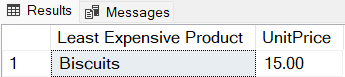 Results Messages
Least Expensive Product UnitPrice
1 Biscuits 15.00